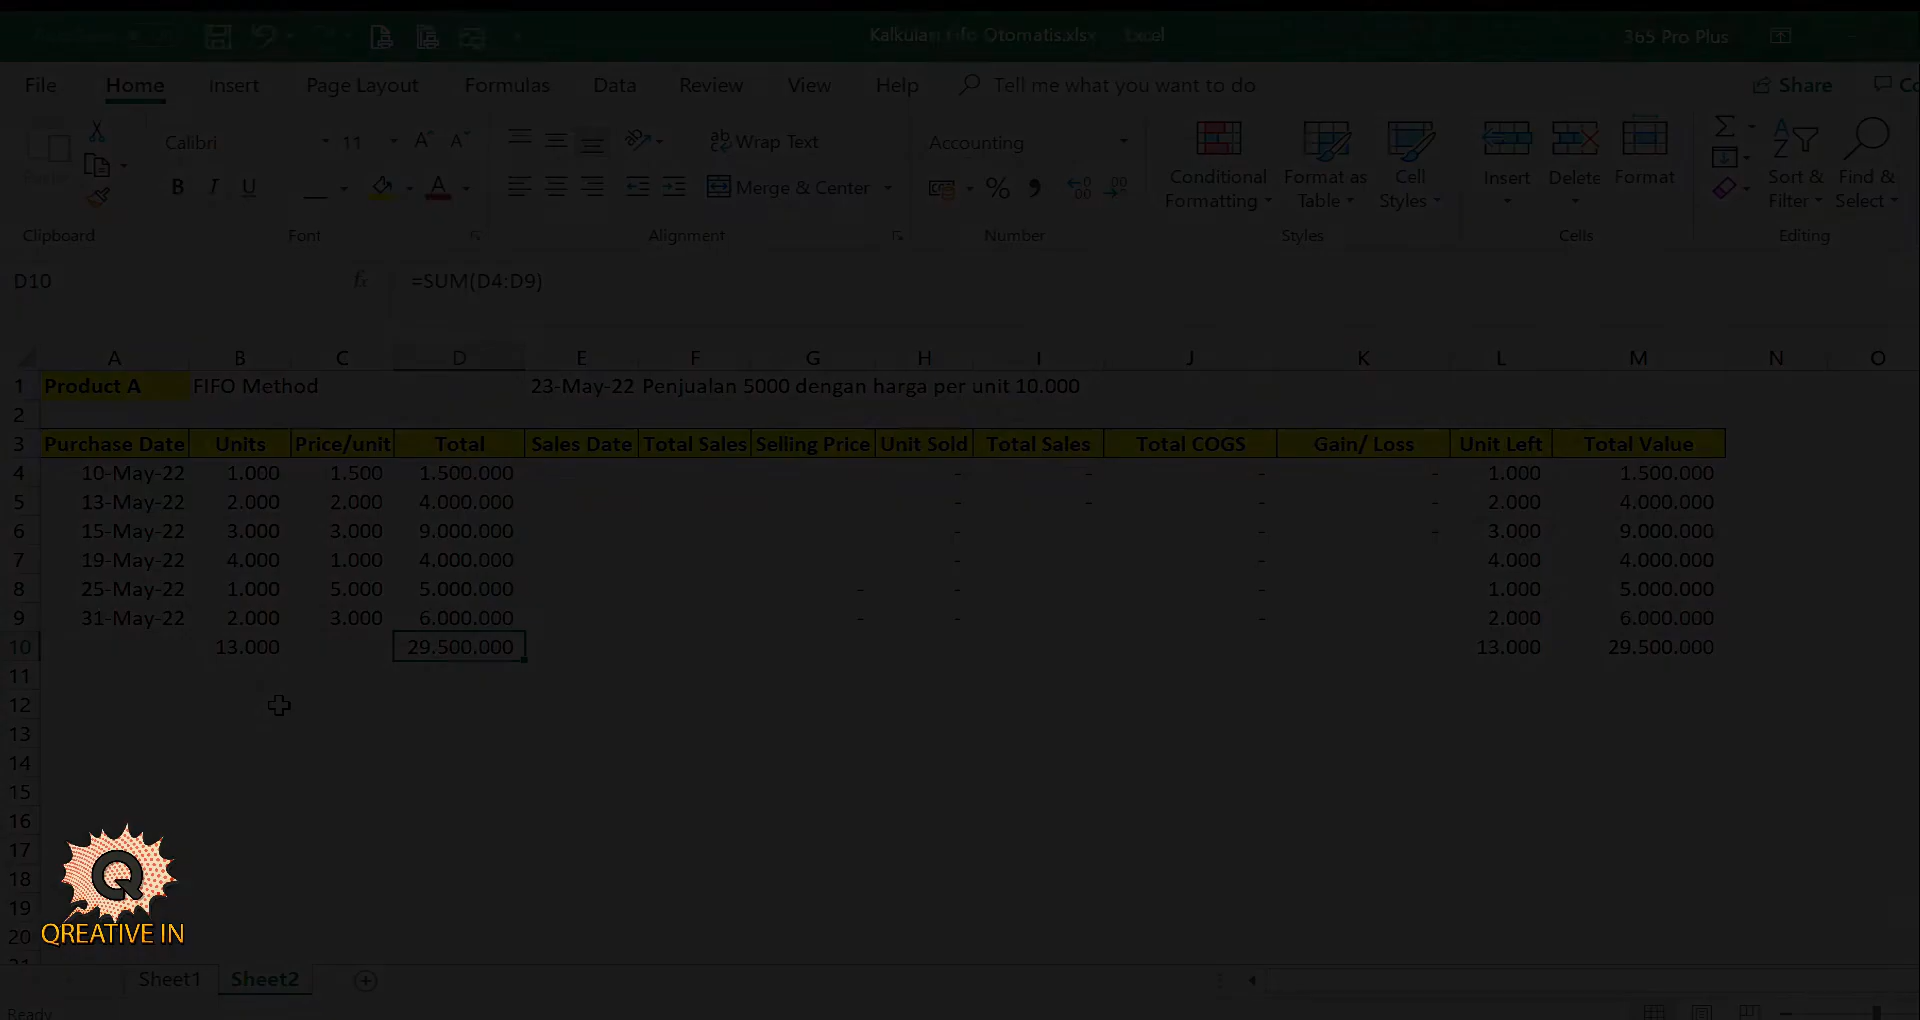 Kalkulan Fifo Otomatis.xlsx - Excel 365 Pro Plus
File Home Insert Page Layout Formulas Data Review View Help Tell me what you want to do Share Co
Calibri 11 Wrap Text Accounting
B I U Merge & Center % Conditional Formatting Format as Table Cell Styles Insert Delete Format Sort & Filter Find & Select
Clipboard Font Alignment Number Styles Cells Editing
D10 fx =SUM(D4:D9)
A B C D E F G H I J K L M N O
1 Product A FIFO Method 23-May-22 Penjualan 5000 dengan harga per unit 10.000
2
3 Purchase Date Units Price/unit Total Sales Date Total Sales Selling Price Unit Sold Total Sales Total COGS Gain/ Loss Unit Left Total Value
4 10-May-22 1.000 1.500 1.500.000 - - - - 1.000 1.500.000
5 13-May-22 2.000 2.000 4.000.000 - - - - 2.000 4.000.000
6 15-May-22 3.000 3.000 9.000.000 - - - 3.000 9.000.000
7 19-May-22 4.000 1.000 4.000.000 - - 4.000 4.000.000
8 25-May-22 1.000 5.000 5.000.000 - - - 1.000 5.000.000
9 31-May-22 2.000 3.000 6.000.000 - - - 2.000 6.000.000
10 13.000 29.500.000 13.000 29.500.000
11
12
13
14
15
16
17
18
19
20
21
Q
QREATIVE IN
Sheet1 Sheet2
Ready